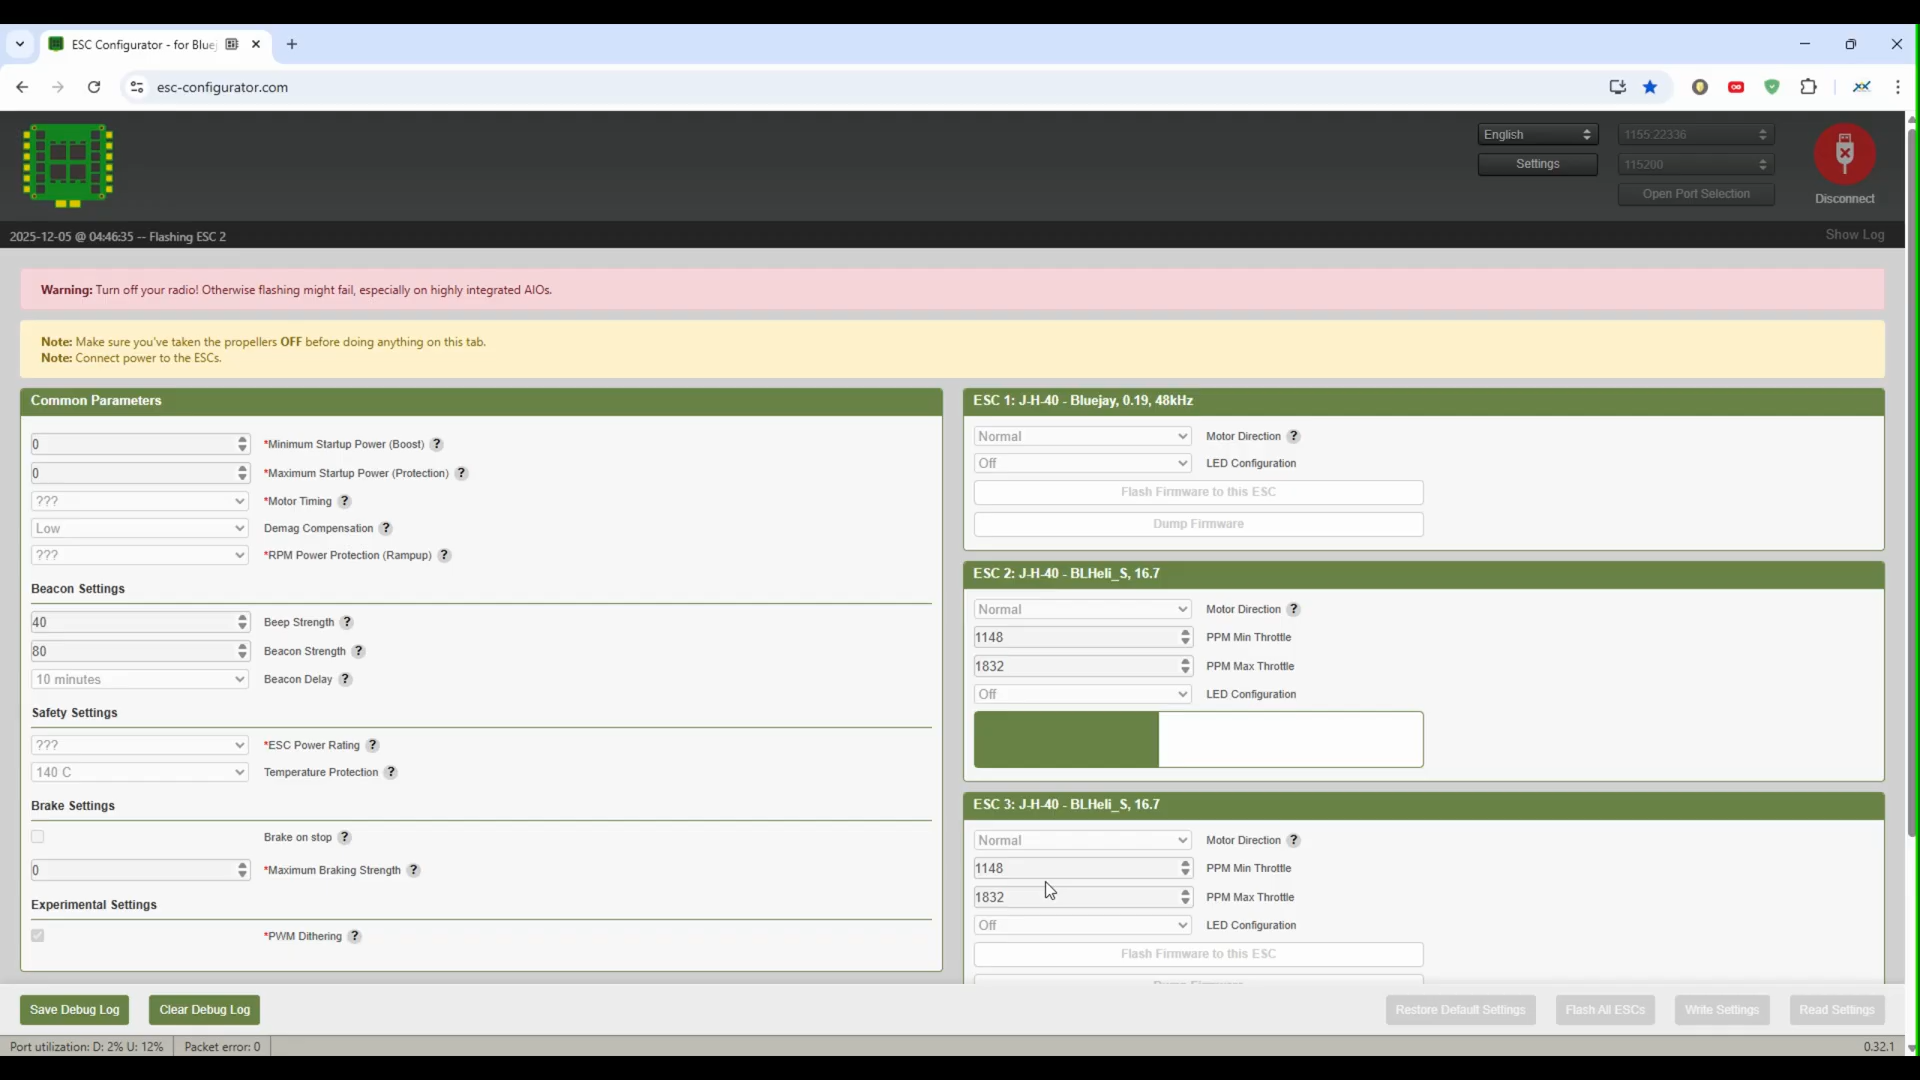 ESC Configurator - for Bluej
esc-configurator.com
English
1155:22336
Settings
115200
Open Port Selection
Disconnect
2025-12-05 @ 04:46:35 -- Flashing ESC 2
Show Log
Warning: Turn off your radio! Otherwise flashing might fail, especially on highly integrated AIOs.
Note: Make sure you've taken the propellers OFF before doing anything on this tab.
Note: Connect power to the ESCs.
Common Parameters
0 *Minimum Startup Power (Boost) ?
0 *Maximum Startup Power (Protection) ?
??? *Motor Timing ?
Low Demag Compensation ?
??? *RPM Power Protection (Rampup) ?
Beacon Settings
40 Beep Strength ?
80 Beacon Strength ?
10 minutes Beacon Delay ?
Safety Settings
??? *ESC Power Rating ?
140 C Temperature Protection ?
Brake Settings
Brake on stop ?
0 *Maximum Braking Strength ?
Experimental Settings
*PWM Dithering ?
ESC 1: J-H-40 - Bluejay, 0.19, 48kHz
Normal Motor Direction ?
Off LED Configuration
Flash Firmware to this ESC
Dump Firmware
ESC 2: J-H-40 - BLHeli_S, 16.7
Normal Motor Direction ?
1148 PPM Min Throttle
1832 PPM Max Throttle
Off LED Configuration
ESC 3: J-H-40 - BLHeli_S, 16.7
Normal Motor Direction ?
1148 PPM Min Throttle
1832 PPM Max Throttle
Off LED Configuration
Flash Firmware to this ESC
Dump Firmware
Save Debug Log
Clear Debug Log
Restore Default Settings
Flash All ESCs
Write Settings
Read Settings
Port utilization: D: 2% U: 12%
Packet error: 0
0.32.1